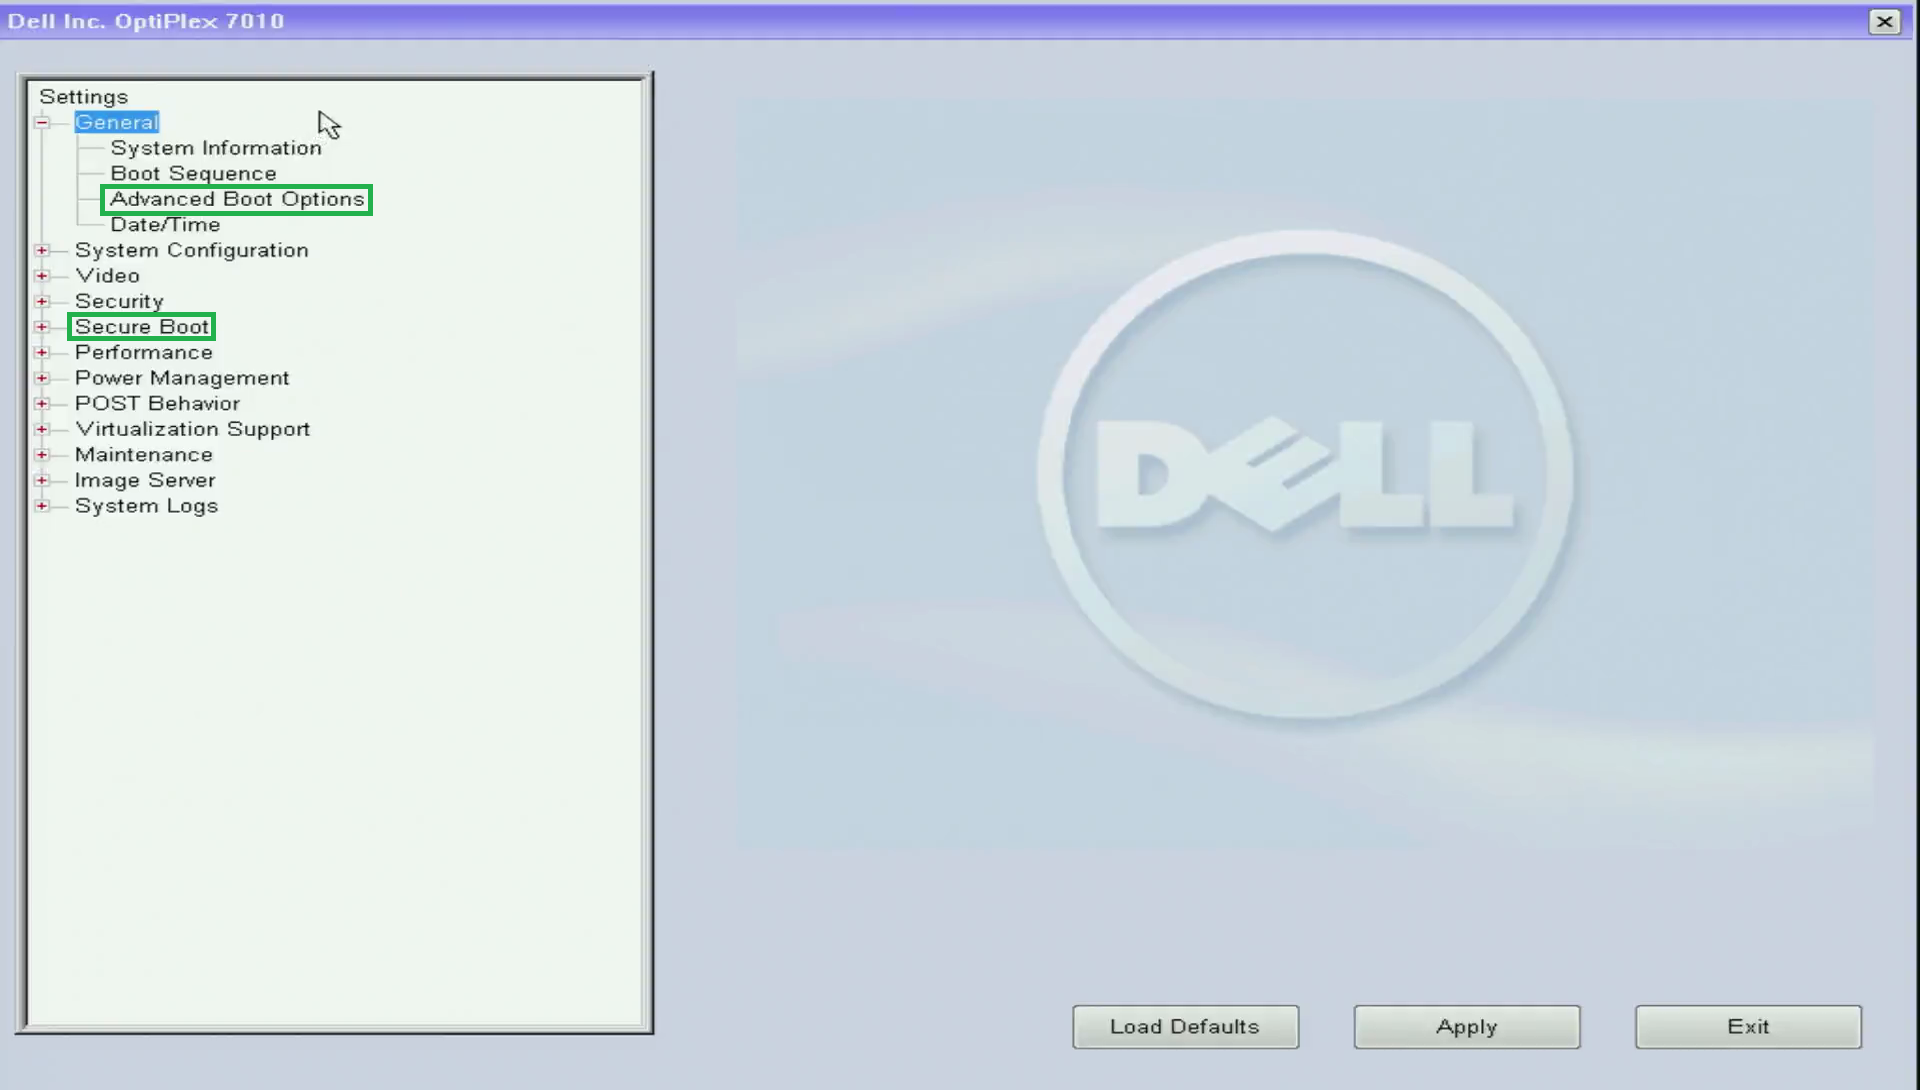 Dell Inc. OptiPlex 7010
Settings
General
System Information
Boot Sequence
Advanced Boot Options
Date/Time
System Configuration
Video
Security
Secure Boot
Performance
Power Management
POST Behavior
Virtualization Support
Maintenance
Image Server
System Logs
DELL
Load Defaults
Apply
Exit